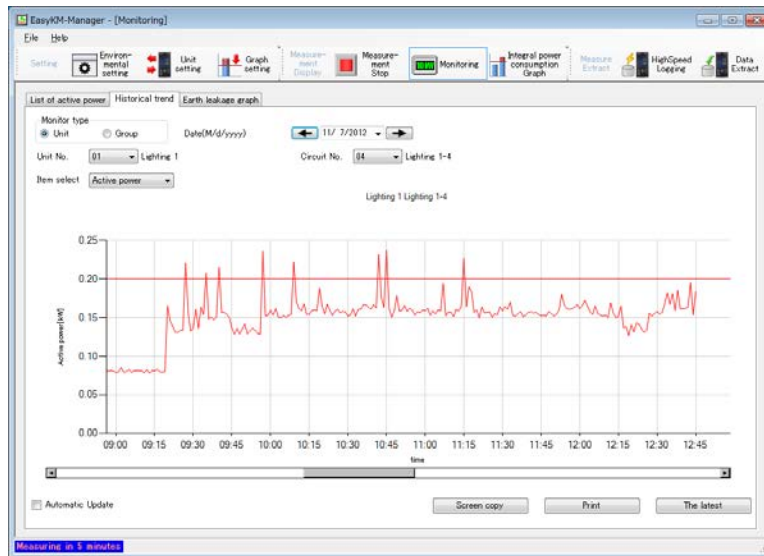 EasyKM-Manager - [Monitoring]
File Help
Setting
Environ-
mental
setting
Unit
setting
Graph
setting
Measure-
ment
Display
Measure-
ment
Stop
Monitoring
Integral power
consumption
Graph
Measure
Extract
HighSpeed
Logging
Data
Extract
List of active power Historical trend Earth leakage graph
Monitor type
Unit Group Date(M/d/yyyy) 11/ 7/2012
Unit No. 01 Lighting 1 Circuit No. 04 Lighting 1-4
Item select Active power
Lighting 1 Lighting 1-4
0.25
0.20
0.15
0.10
0.05
0.00
Active power[kW]
09:00 09:15 09:30 09:45 10:00 10:15 10:30 10:45 11:00 11:15 11:30 11:45 12:00 12:15 12:30 12:45
time
Automatic Update Screen copy Print The latest
Measuring in 5 minutes